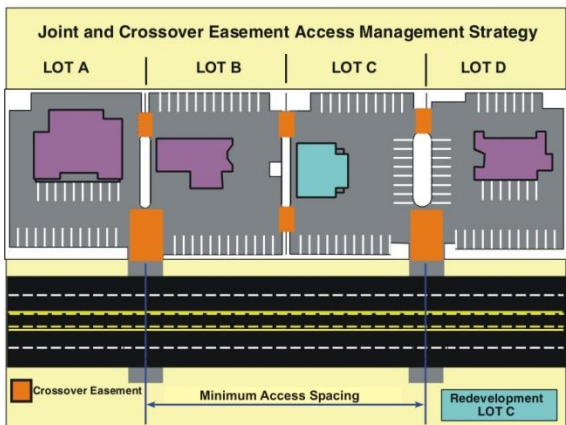 Joint and Crossover Easement Access Management Strategy
LOT A
LOT B
LOT C
LOT D
Crossover Easement
Minimum Access Spacing
Redevelopment
LOT C